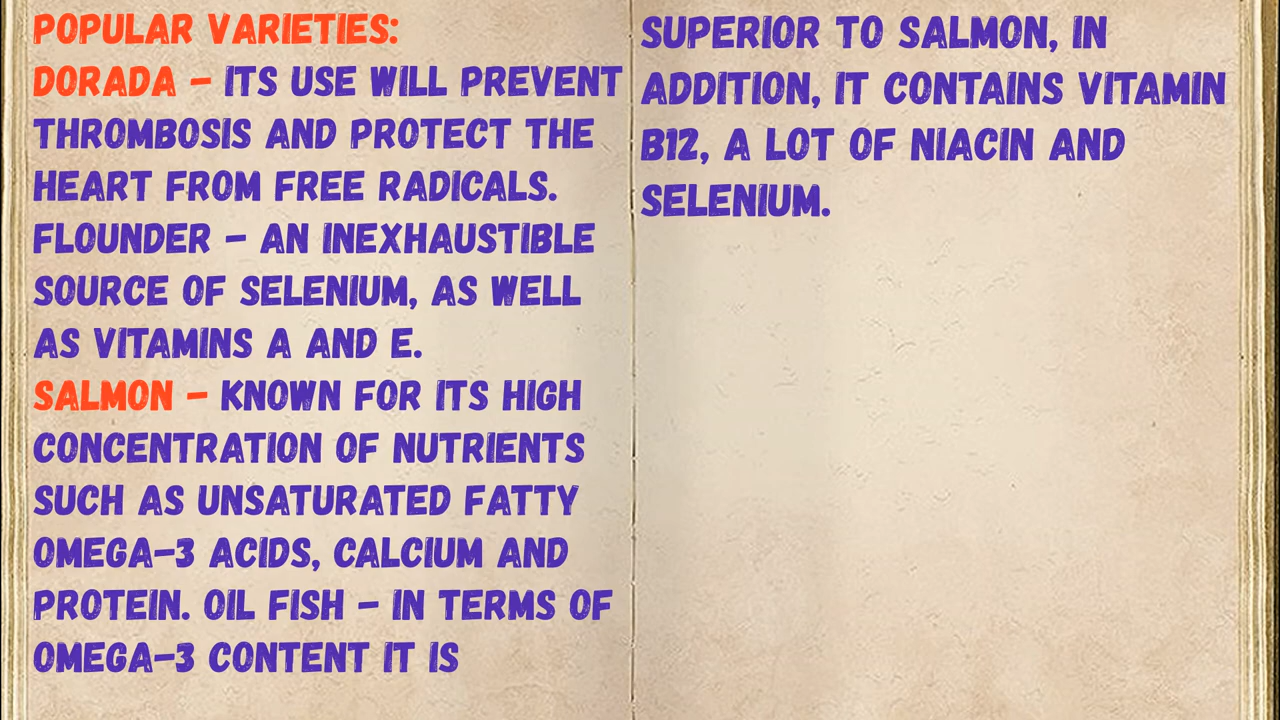 POPULAR VARIETIES:
DORADA – ITS USE WILL PREVENT
THROMBOSIS AND PROTECT THE
HEART FROM FREE RADICALS.
FLOUNDER – AN INEXHAUSTIBLE
SOURCE OF SELENIUM, AS WELL
AS VITAMINS A AND E.
SALMON – KNOWN FOR ITS HIGH
CONCENTRATION OF NUTRIENTS
SUCH AS UNSATURATED FATTY
OMEGA-3 ACIDS, CALCIUM AND
PROTEIN. OIL FISH – IN TERMS OF
OMEGA-3 CONTENT IT IS
SUPERIOR TO SALMON, IN
ADDITION, IT CONTAINS VITAMIN
B12, A LOT OF NIACIN AND
SELENIUM.